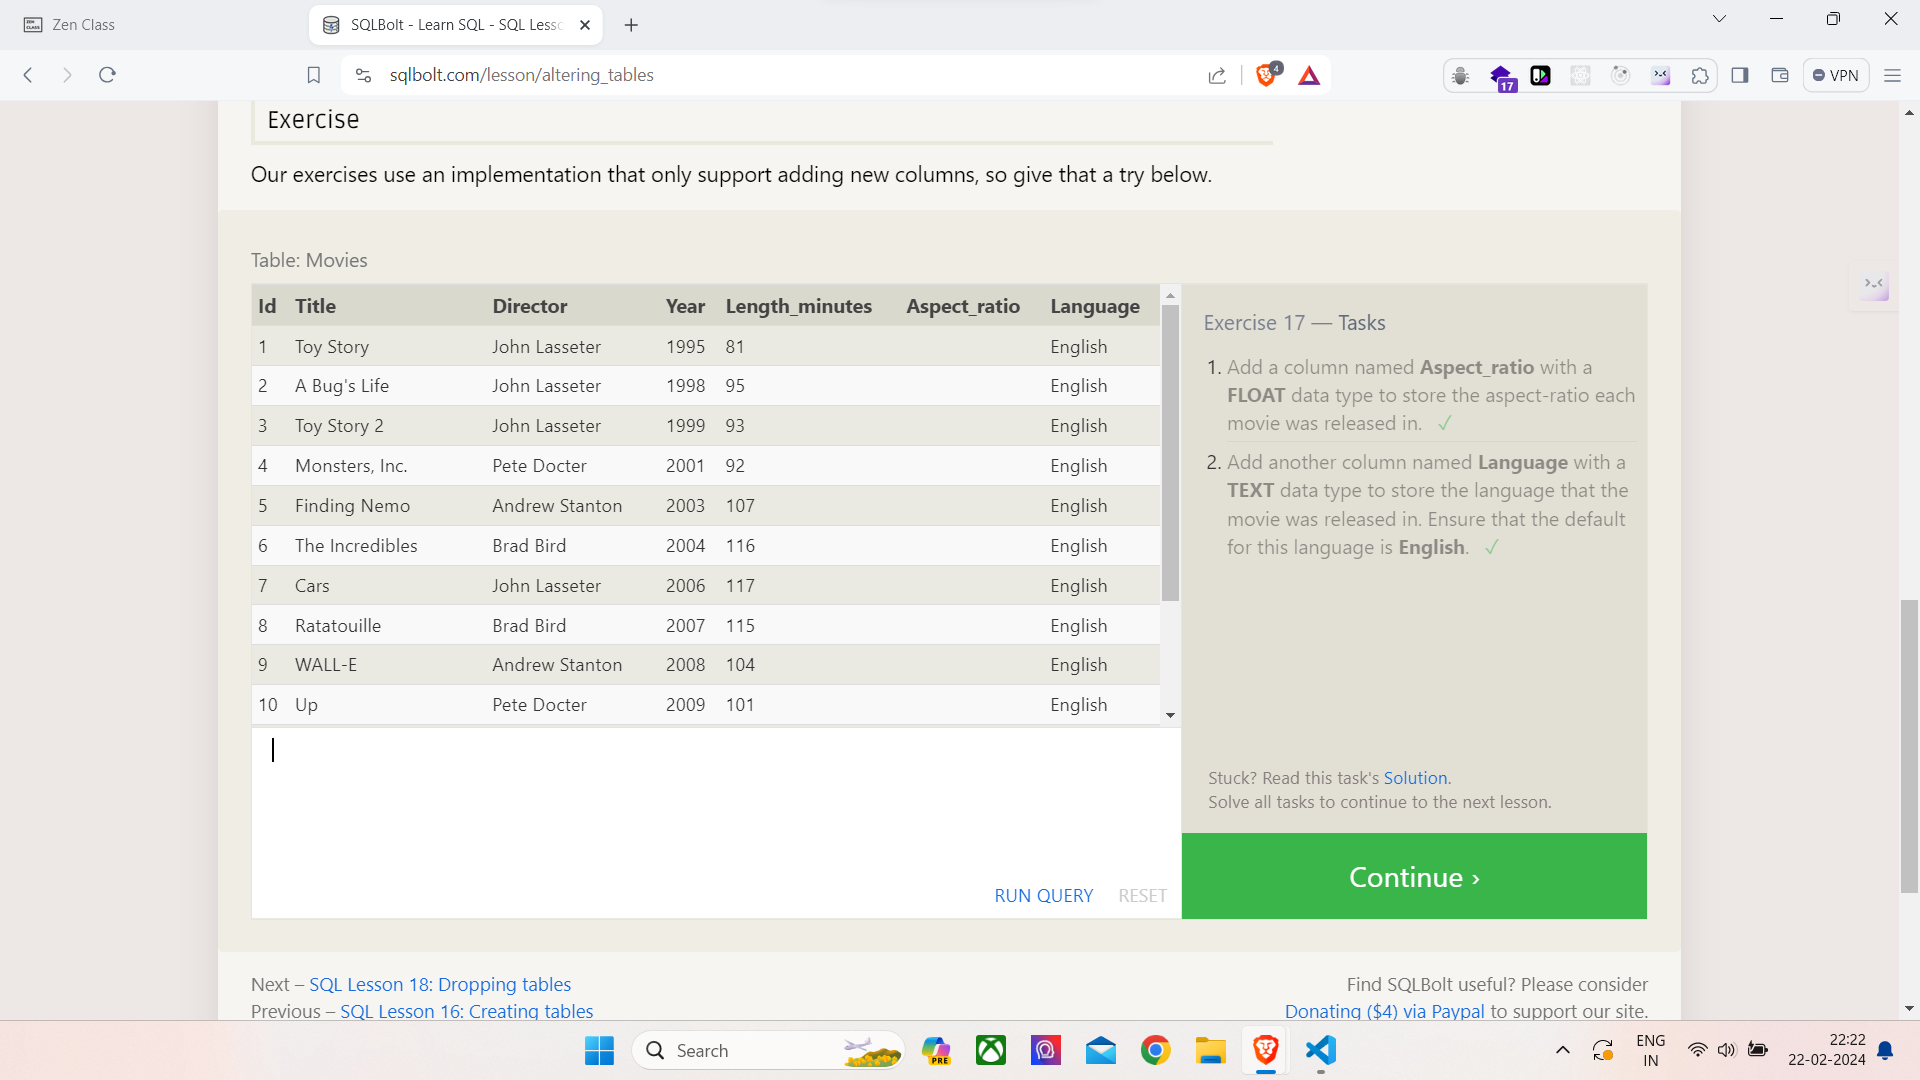 Zen Class
SQLBolt - Learn SQL - SQL Less
sqlbolt.com/lesson/altering_tables
4
17
VPN
Exercise
Our exercises use an implementation that only support adding new columns, so give that a try below.
Table: Movies
Id Title Director Year Length_minutes Aspect_ratio Language
1 Toy Story John Lasseter 1995 81 English
2 A Bug's Life John Lasseter 1998 95 English
3 Toy Story 2 John Lasseter 1999 93 English
4 Monsters, Inc. Pete Docter 2001 92 English
5 Finding Nemo Andrew Stanton 2003 107 English
6 The Incredibles Brad Bird 2004 116 English
7 Cars John Lasseter 2006 117 English
8 Ratatouille Brad Bird 2007 115 English
9 WALL-E Andrew Stanton 2008 104 English
10 Up Pete Docter 2009 101 English
RUN QUERY RESET
Exercise 17 — Tasks
1. Add a column named Aspect_ratio with a
FLOAT data type to store the aspect-ratio each
movie was released in. ✓
2. Add another column named Language with a
TEXT data type to store the language that the
movie was released in. Ensure that the default
for this language is English. ✓
Stuck? Read this task's Solution.
Solve all tasks to continue to the next lesson.
Continue ›
Next – SQL Lesson 18: Dropping tables
Previous – SQL Lesson 16: Creating tables
Find SQLBolt useful? Please consider
Donating ($4) via Paypal to support our site.
Search
PRE
ENG
IN
22:22
22-02-2024